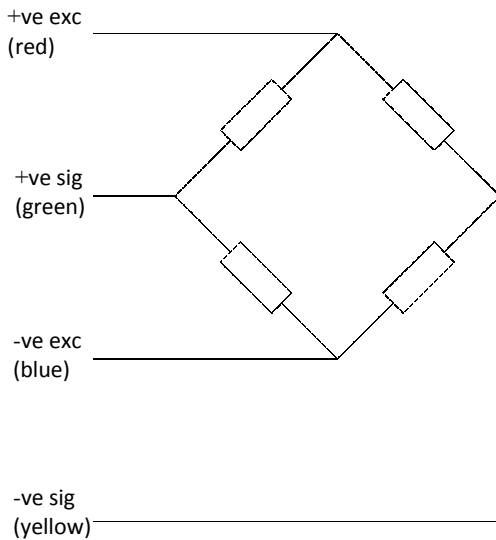 +ve exc
(red)
+ve sig
(green)
-ve exc
(blue)
-ve sig
(yellow)